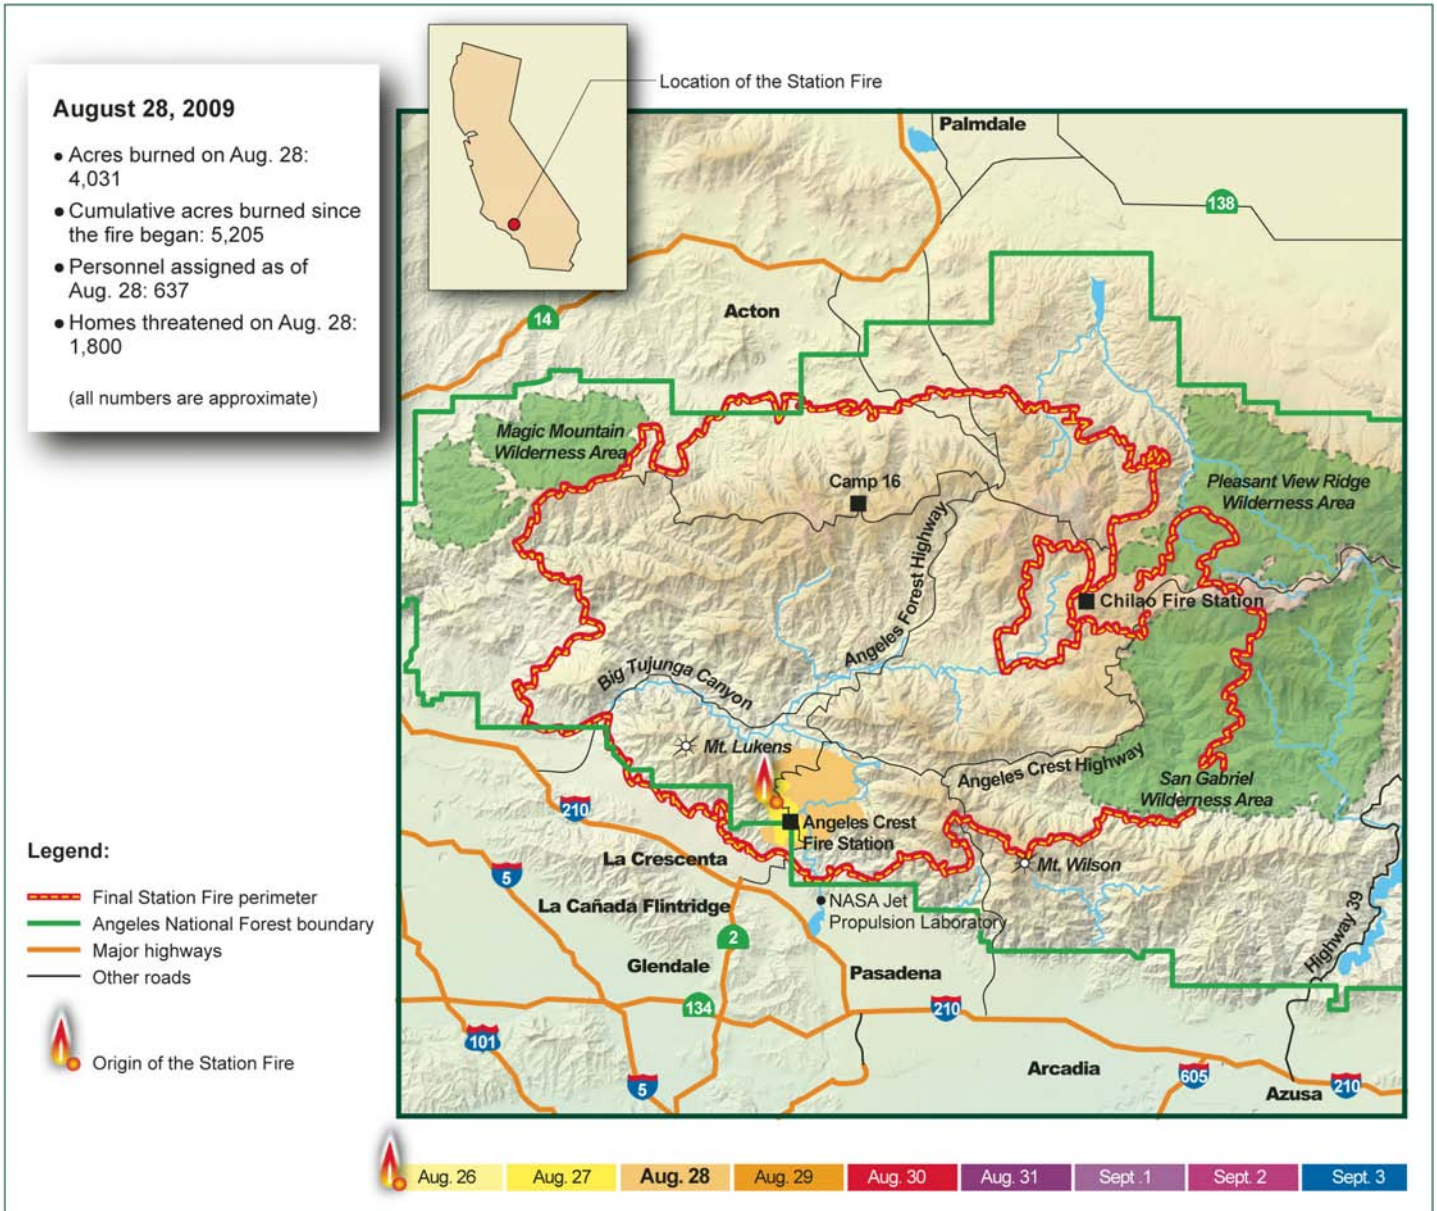 August 28, 2009
• Acres burned on Aug. 28:
4,031
• Cumulative acres burned since
the fire began: 5,205
• Personnel assigned as of
Aug. 28: 637
• Homes threatened on Aug. 28:
1,800
(all numbers are approximate)
Location of the Station Fire
Palmdale
138
14
Acton
Magic Mountain
Wilderness Area
Camp 16
Pleasant View Ridge
Wilderness Area
Angeles Forest Highway
Chilao Fire Station
Big Tujunga Canyon
Mt. Lukens
Angeles Crest Highway
San Gabriel
Wilderness Area
210
Angeles Crest
Fire Station
La Crescenta
Mt. Wilson
5
La Cañada Flintridge
NASA Jet
Propulsion Laboratory
Highway 39
2
Glendale
Pasadena
134
210
101
Arcadia
5
605
Azusa
210
Legend:
Final Station Fire perimeter
Angeles National Forest boundary
Major highways
Other roads
Origin of the Station Fire
Aug. 26
Aug. 27
Aug. 28
Aug. 29
Aug. 30
Aug. 31
Sept .1
Sept. 2
Sept. 3